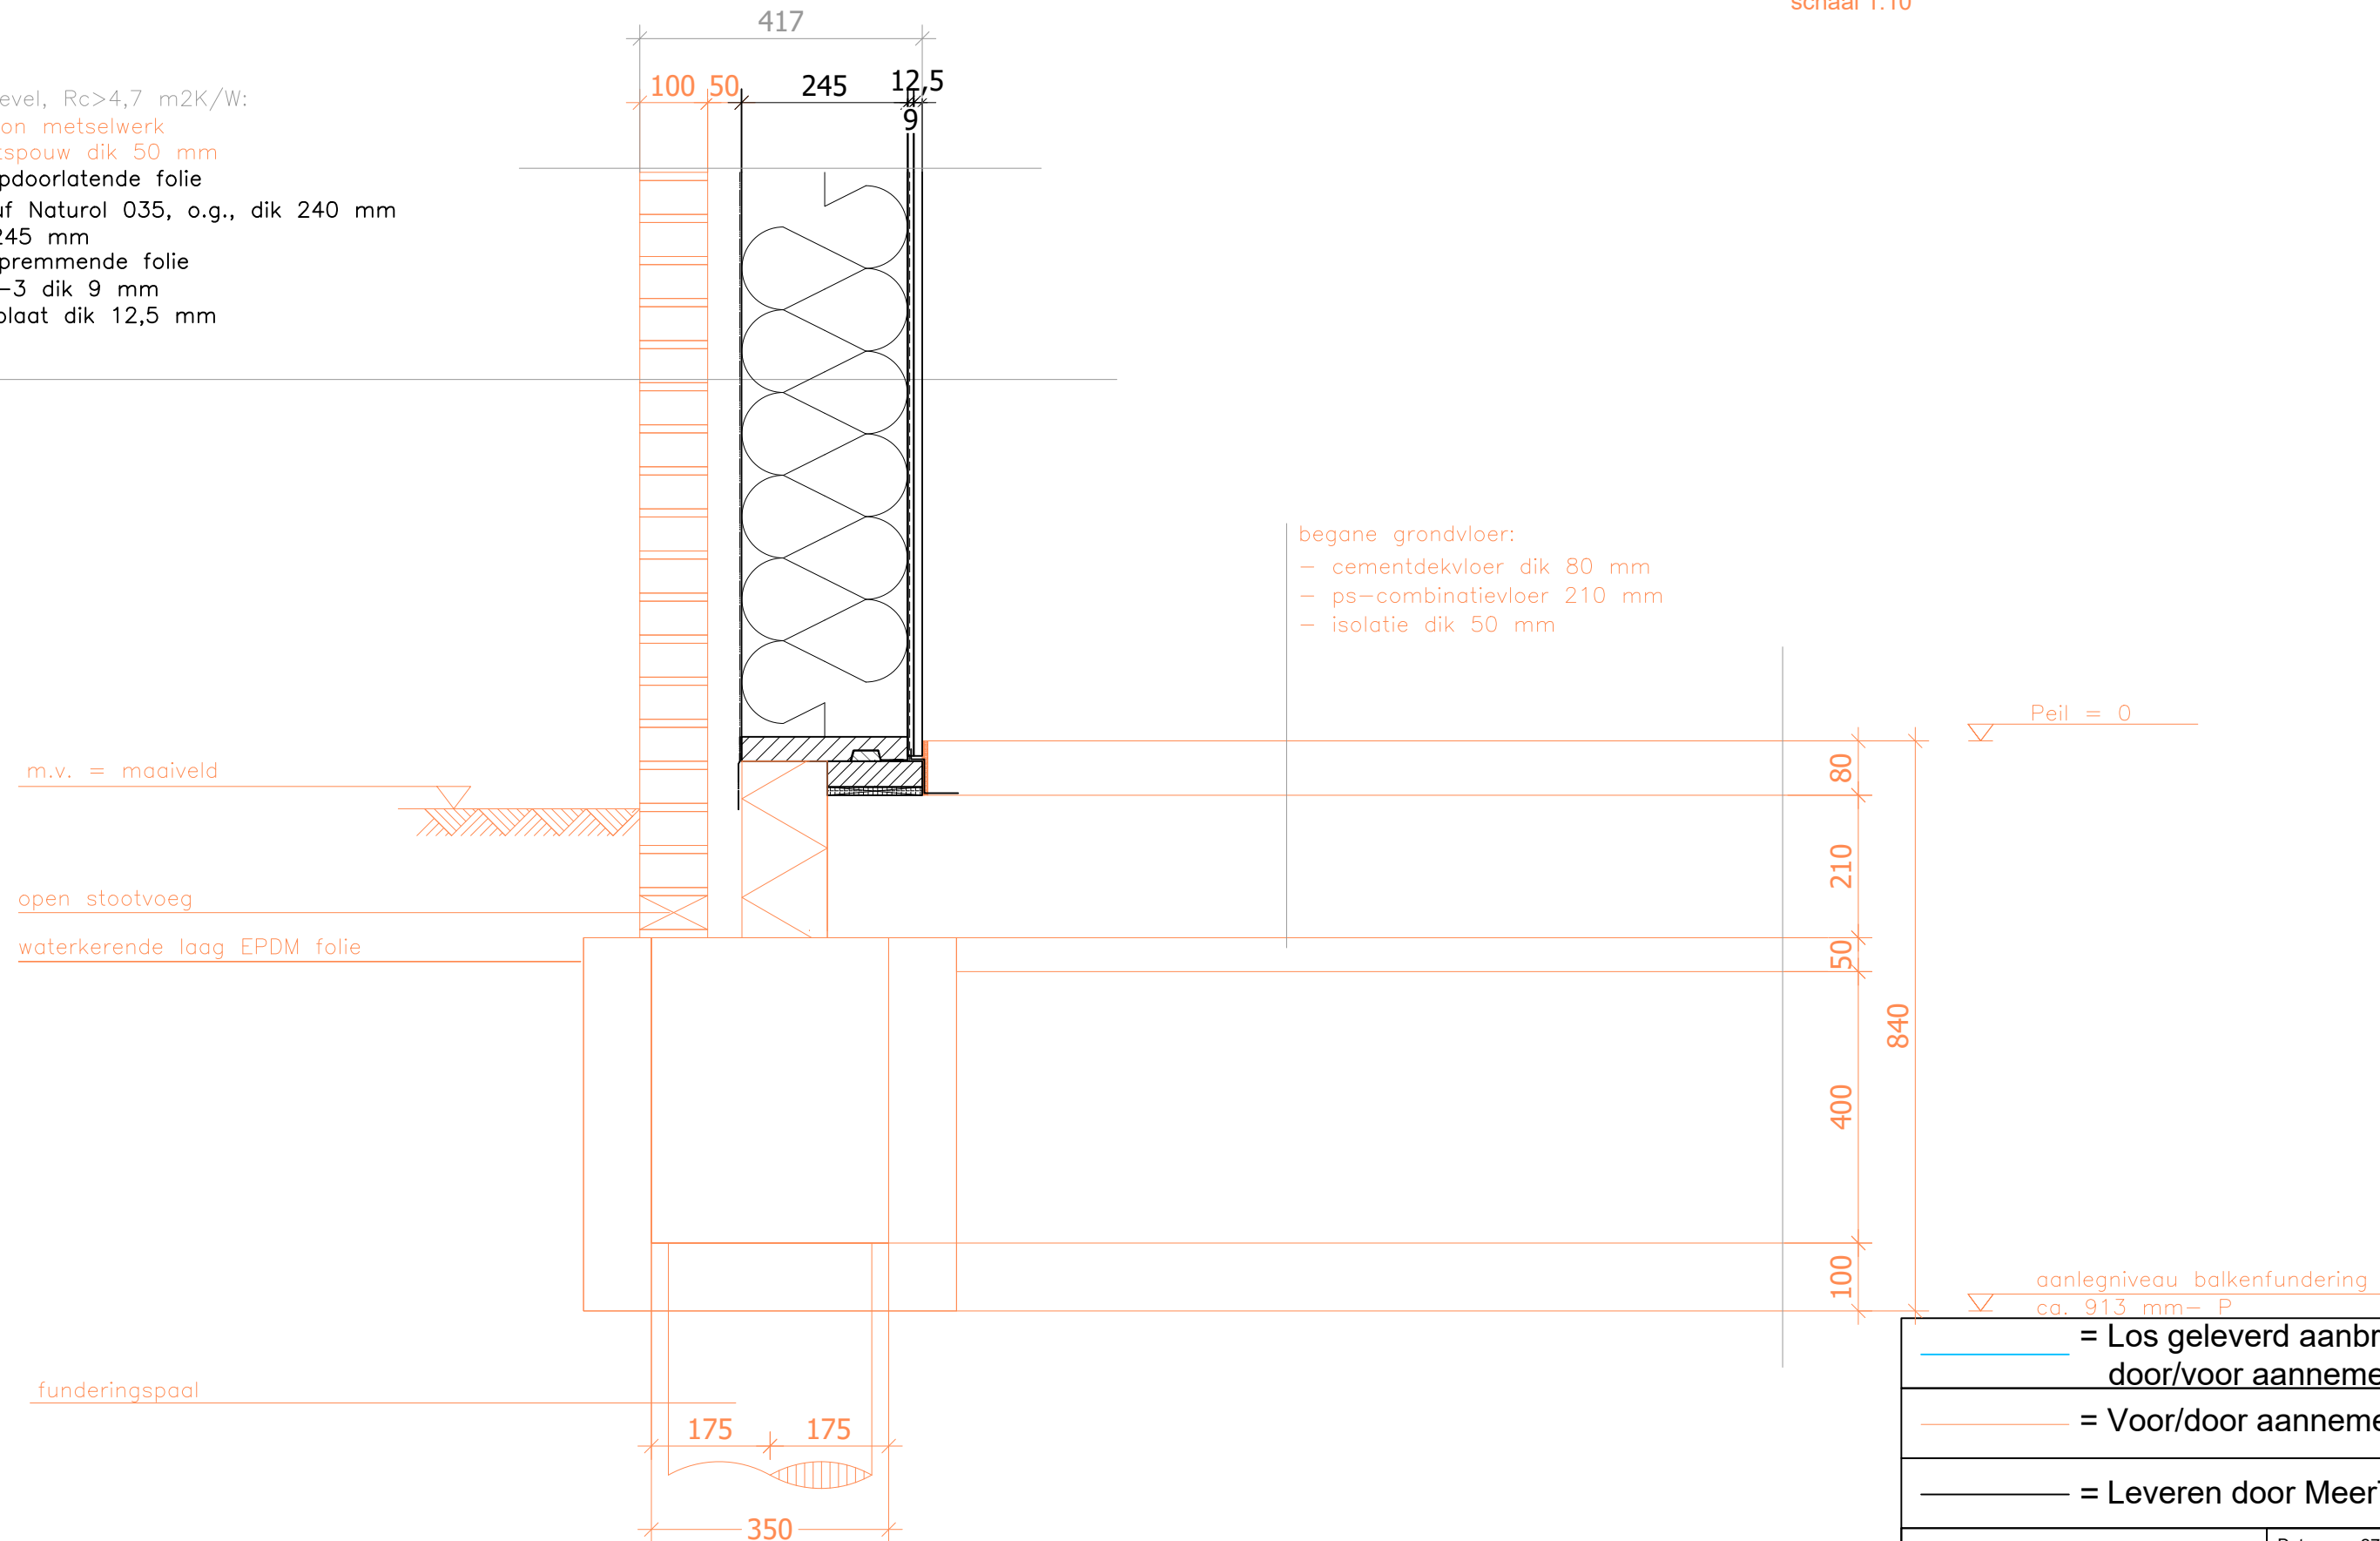 schaal 1:10
417
100 50 245 12,5
9
evel, Rc>4,7 m2K/W:
on metselwerk
tspouw dik 50 mm
pdoorlatende folie
uf Naturol 035, o.g., dik 240 mm
245 mm
premmende folie
-3 dik 9 mm
plaat dik 12,5 mm
begane grondvloer:
- cementdekvloer dik 80 mm
- ps-combinatievloer 210 mm
- isolatie dik 50 mm
Peil = 0
m.v. = maaiveld
80
210
open stootvoeg
waterkerende laag EPDM folie
50
840
400
100
aanlegniveau balkenfundering
ca. 913 mm- P
= Los geleverd aanbr
door/voor aanneme
funderingspaal
= Voor/door aanneme
175 175
= Leveren door Meer
350